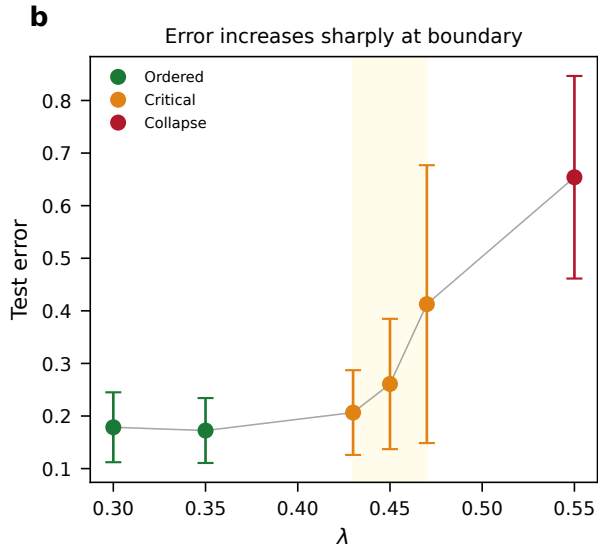 b
Error increases sharply at boundary
Ordered
Critical
Collapse
Test error
0.8
0.7
0.6
0.5
0.4
0.3
0.2
0.1
0.30 0.35 0.40 0.45 0.50 0.55
λ